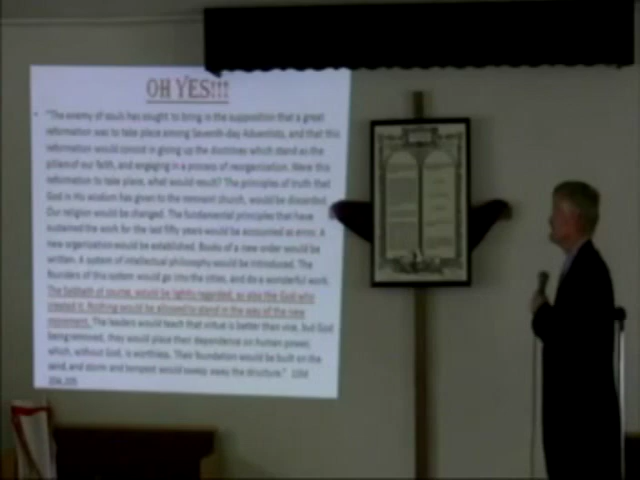 OH YES!!!
• "The enemy of souls has sought to bring in the supposition that a great
reformation was to take place among Seventh-day Adventists, and that this
reformation would consist in giving up the doctrines which stand as the
pillars of our faith, and engaging in a process of reorganization. Were this
reformation to take place, what would result? The principles of truth that
God in His wisdom has given to the remnant church, would be discarded.
Our religion would be changed. The fundamental principles that have
sustained the work for the last fifty years would be accounted as error. A
new organization would be established. Books of a new order would be
written. A system of intellectual philosophy would be introduced. The
founders of this system would go into the cities, and do a wonderful work.
The Sabbath of course, would be lightly regarded, as also the God who
created it. Nothing would be allowed to stand in the way of the new
movement. The leaders would teach that virtue is better than vice, but God
being removed, they would place their dependence on human power,
which, without God, is worthless. Their foundation would be built on the
sand, and storm and tempest would sweep away the structure."